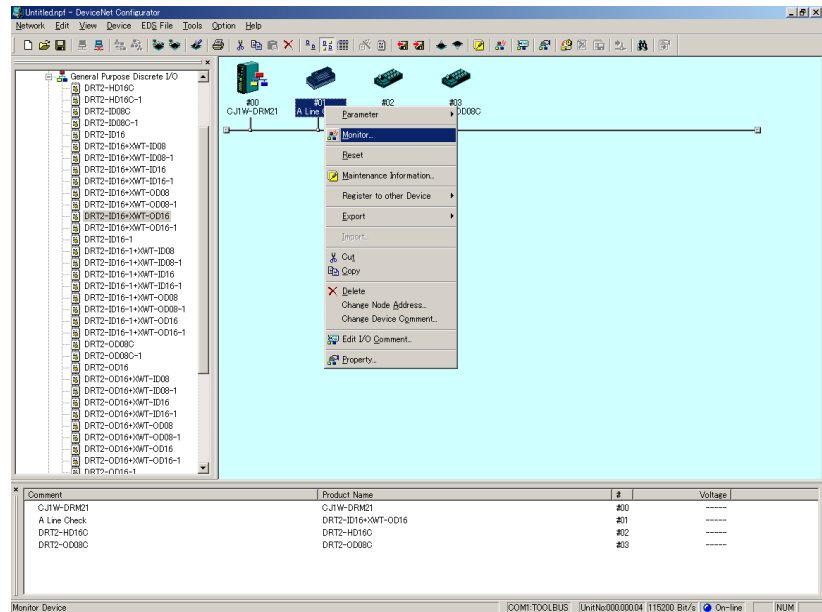 Untitled.npf - DeviceNet Configurator
Network Edit View Device EDS File Tools Option Help
General Purpose Discrete I/O
DRT2-HD16C
DRT2-HD16C-1
DRT2-ID08C
DRT2-ID08C-1
DRT2-ID16
DRT2-ID16+XWT-ID08
DRT2-ID16+XWT-ID08-1
DRT2-ID16+XWT-ID16
DRT2-ID16+XWT-ID16-1
DRT2-ID16+XWT-OD08
DRT2-ID16+XWT-OD08-1
DRT2-ID16+XWT-OD16
DRT2-ID16+XWT-OD16-1
DRT2-ID16-1
DRT2-ID16-1+XWT-ID08
DRT2-ID16-1+XWT-ID08-1
DRT2-ID16-1+XWT-ID16
DRT2-ID16-1+XWT-ID16-1
DRT2-ID16-1+XWT-OD08
DRT2-ID16-1+XWT-OD08-1
DRT2-ID16-1+XWT-OD16
DRT2-ID16-1+XWT-OD16-1
DRT2-OD08C
DRT2-OD08C-1
DRT2-OD16
DRT2-OD16+XWT-ID08
DRT2-OD16+XWT-ID08-1
DRT2-OD16+XWT-ID16
DRT2-OD16+XWT-ID16-1
DRT2-OD16+XWT-OD08
DRT2-OD16+XWT-OD08-1
DRT2-OD16+XWT-OD16
DRT2-OD16+XWT-OD16-1
DRT2-OD16-1
#00 #01 #02 #03
CJ1W-DRM21 A Line OD08C
Parameter
Monitor...
Reset
Maintenance Information...
Register to other Device
Export
Import...
Cut
Copy
Delete
Change Node Address...
Change Device Comment...
Edit I/O Comment...
Property...
Comment Product Name # Voltage
CJ1W-DRM21 CJ1W-DRM21 #00 -----
A Line Check DRT2-ID16+XWT-OD16 #01 -----
DRT2-HD16C DRT2-HD16C #02 -----
DRT2-OD08C DRT2-OD08C #03 -----
Monitor Device COM1:TOOLBUS UnitNo:000.000.04 115200 Bit/s On-line NUM